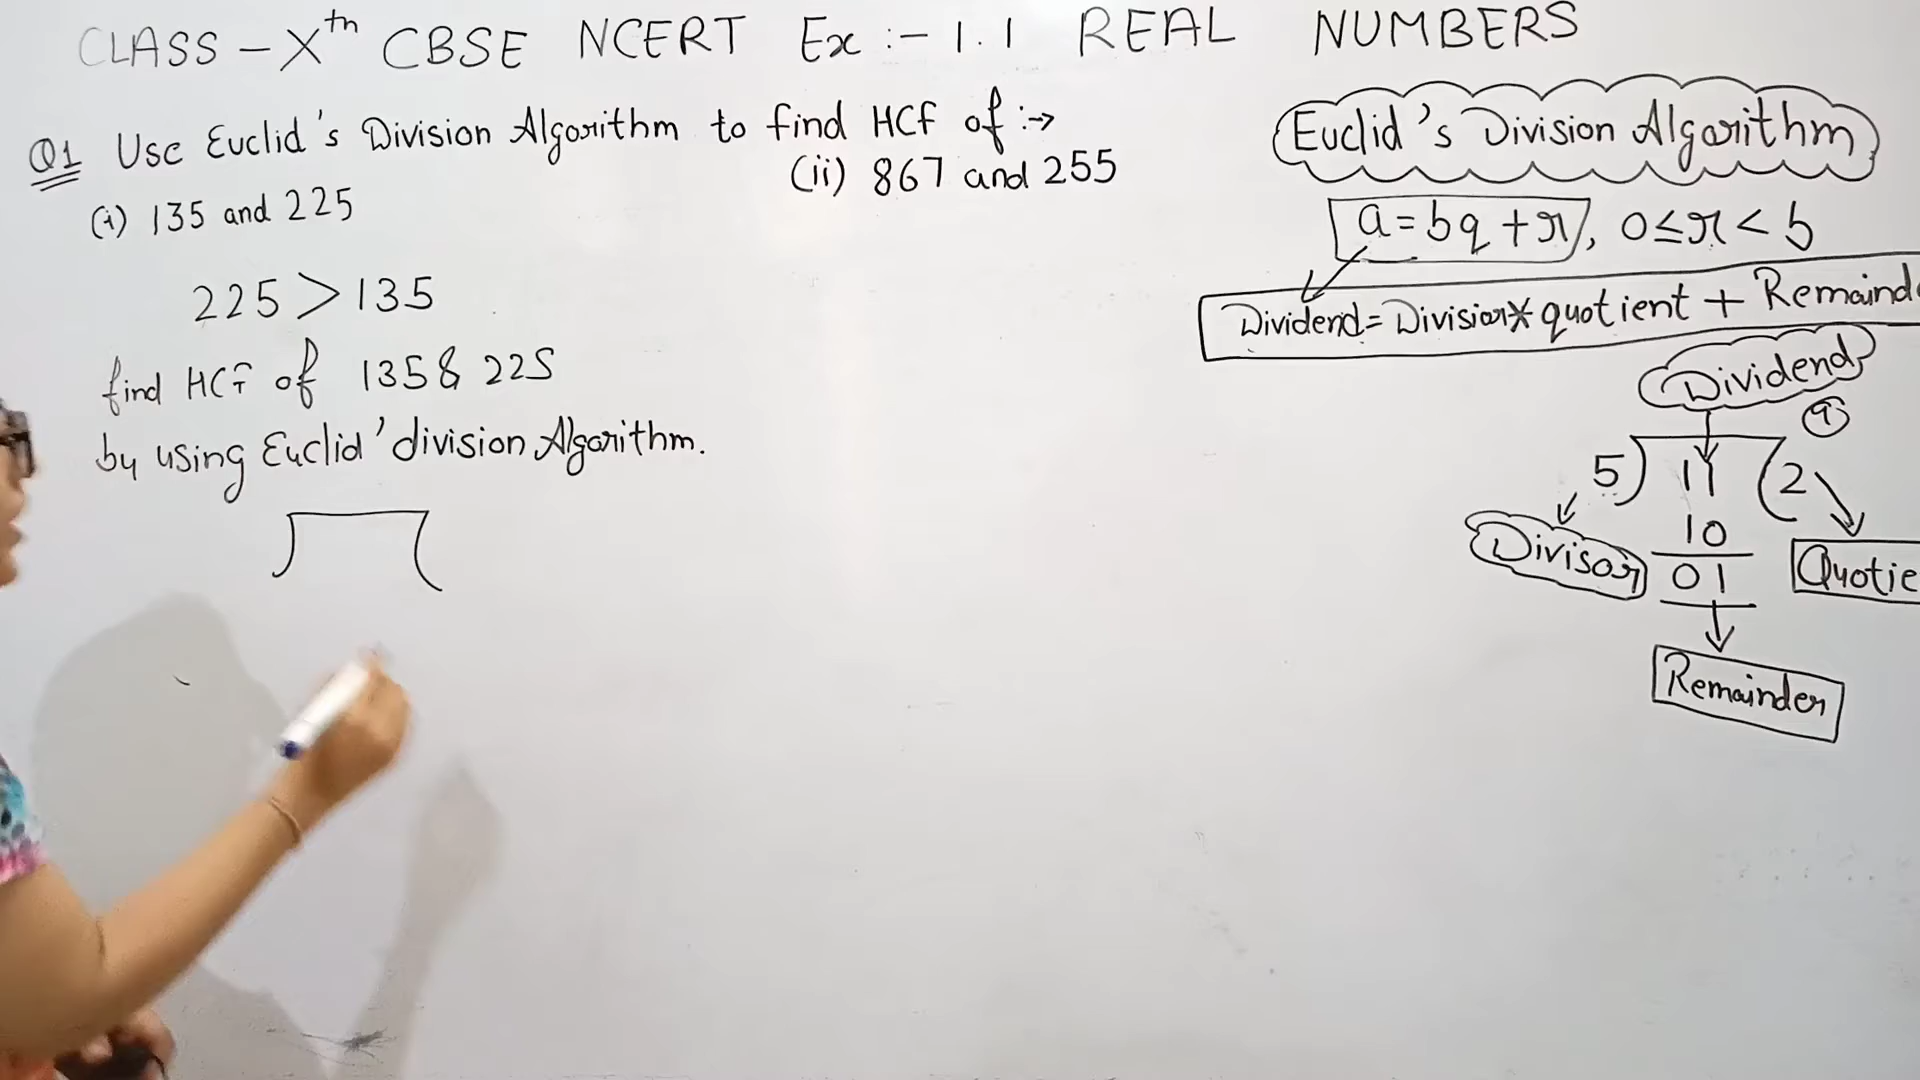 CLASS - Xth CBSE NCERT Ex :- 1.1 REAL NUMBERS
Q1 Use Euclid's Division Algorithm to find HCF of :→
(i) 135 and 225
(ii) 867 and 255
225 > 135
find HCF of 135 & 225
by using Euclid' division Algorithm.
Euclid's Division Algorithm
a = bq + r, 0 ≤ r < b
Dividend = Division * quotient + Remaind
Dividend
5) 11 (2
10
01
Divisor
Quotie
Remainder